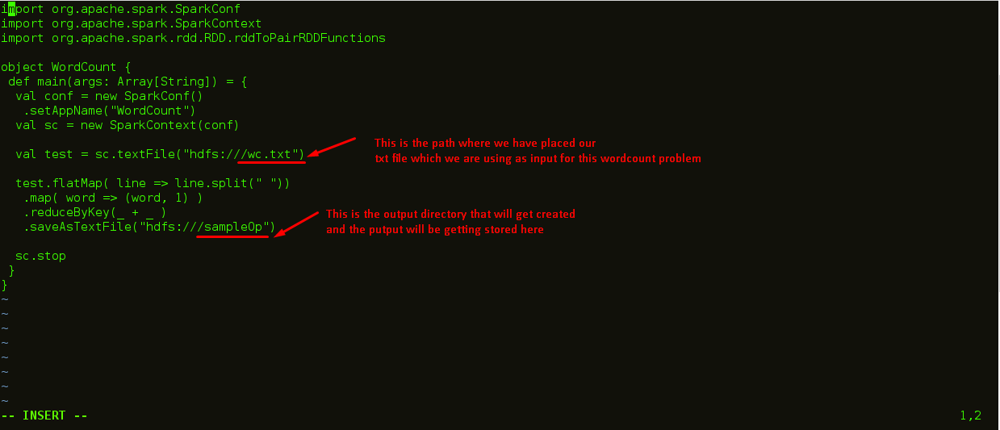 import org.apache.spark.SparkConf
import org.apache.spark.SparkContext
import org.apache.spark.rdd.RDD.rddToPairRDDFunctions
object WordCount {
def main(args: Array[String]) = {
val conf = new SparkConf()
.setAppName("WordCount")
val sc = new SparkContext(conf)
val test = sc.textFile("hdfs:///wc.txt")
This is the path where we have placed our
txt file which we are using as input for this wordcount problem
test.flatMap( line => line.split(" "))
.map( word => (word, 1) )
.reduceByKey(_ + _ )
.saveAsTextFile("hdfs:///sampleOp")
This is the output directory that will get created
and the putput will be getting stored here
sc.stop
}
}
~
~
~
~
~
~
~
~
-- INSERT -- 1,2